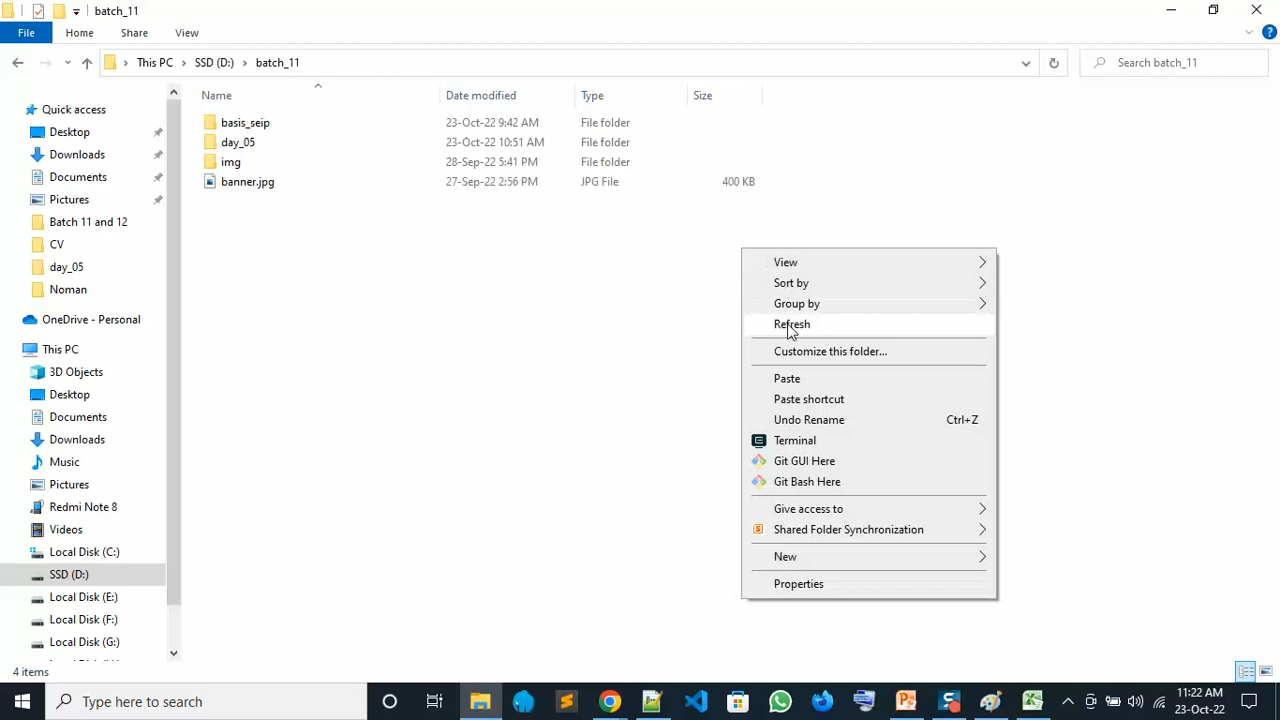 batch_11
File Home Share View
This PC SSD (D:) batch_11 Search batch_11
Name Date modified Type Size
basis_seip 23-Oct-22 9:42 AM File folder
day_05 23-Oct-22 10:51 AM File folder
img 28-Sep-22 5:41 PM File folder
banner.jpg 27-Sep-22 2:56 PM JPG File 400 KB
Quick access
Desktop
Downloads
Documents
Pictures
Batch 11 and 12
CV
day_05
Noman
OneDrive - Personal
This PC
3D Objects
Desktop
Documents
Downloads
Music
Pictures
Redmi Note 8
Videos
Local Disk (C:)
SSD (D:)
Local Disk (E:)
Local Disk (F:)
Local Disk (G:)
View
Sort by
Group by
Refresh
Customize this folder...
Paste
Paste shortcut
Undo Rename Ctrl+Z
Terminal
Git GUI Here
Git Bash Here
Give access to
Shared Folder Synchronization
New
Properties
4 items
Type here to search
11:22 AM
23-Oct-22